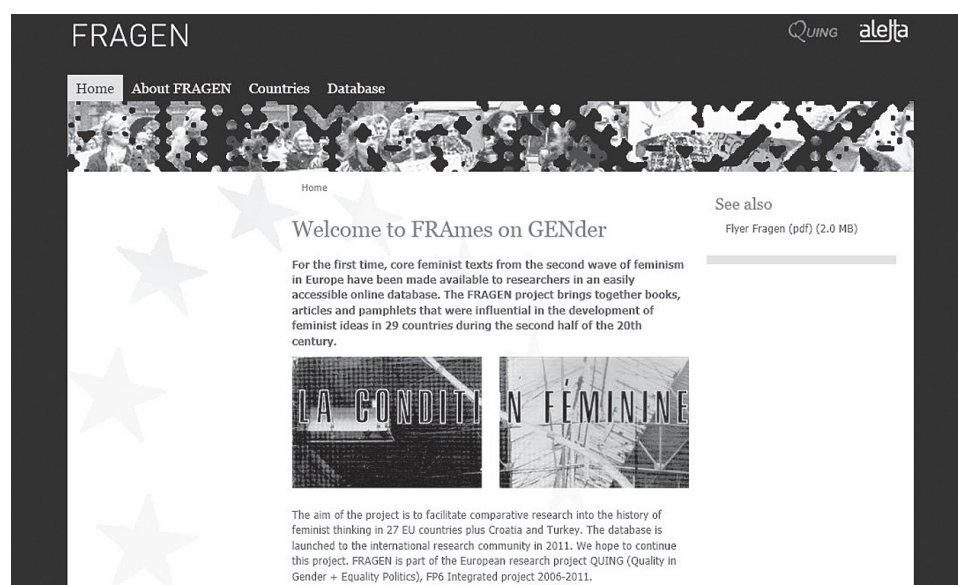 FRAGEN
QUING aletta
Home About FRAGEN Countries Database
Home
Welcome to FRAmes on GENder
For the first time, core feminist texts from the second wave of feminism
in Europe have been made available to researchers in an easily
accessible online database. The FRAGEN project brings together books,
articles and pamphlets that were influential in the development of
feminist ideas in 29 countries during the second half of the 20th
century.
LA CONDITI N FÉMININE
The aim of the project is to facilitate comparative research into the history of
feminist thinking in 27 EU countries plus Croatia and Turkey. The database is
launched to the international research community in 2011. We hope to continue
this project. FRAGEN is part of the European research project QUING (Quality in
Gender + Equality Politics), FP6 Integrated project 2006-2011.
See also
Flyer Fragen (pdf) (2.0 MB)